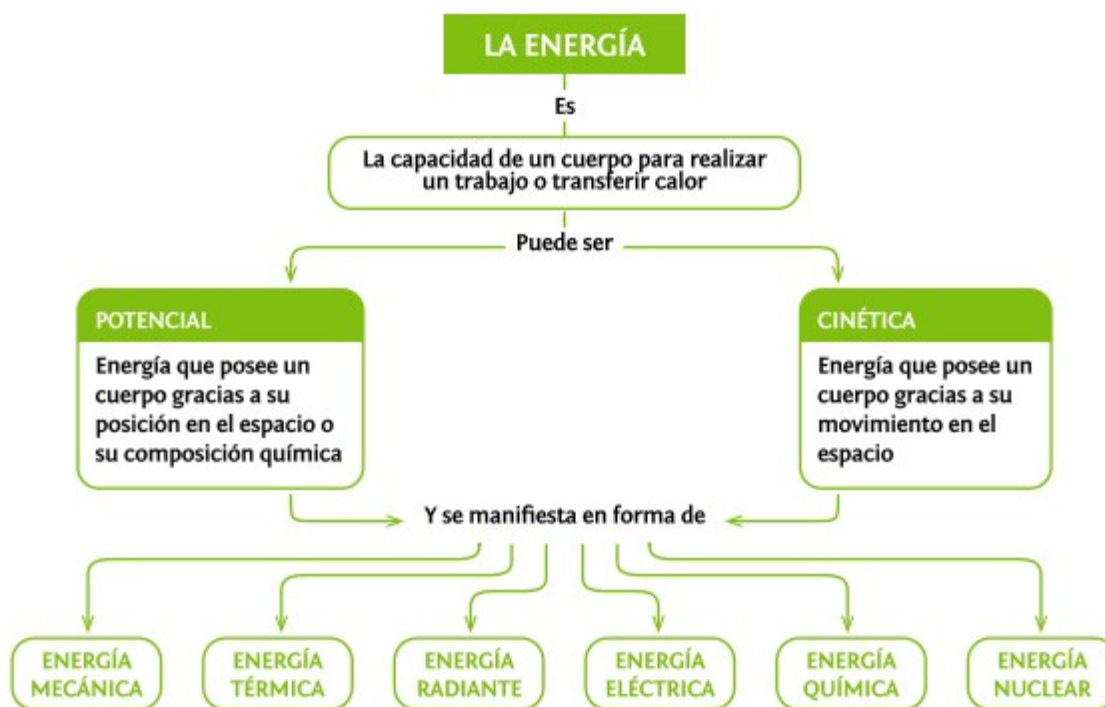 LA ENERGÍA
Es
La capacidad de un cuerpo para realizar
un trabajo o transferir calor
Puede ser
POTENCIAL
Energía que posee un
cuerpo gracias a su
posición en el espacio o
su composición química
CINÉTICA
Energía que posee un
cuerpo gracias a su
movimiento en el
espacio
Y se manifiesta en forma de
ENERGÍA
MECÁNICA
ENERGÍA
TÉRMICA
ENERGÍA
RADIANTE
ENERGÍA
ELÉCTRICA
ENERGÍA
QUÍMICA
ENERGÍA
NUCLEAR